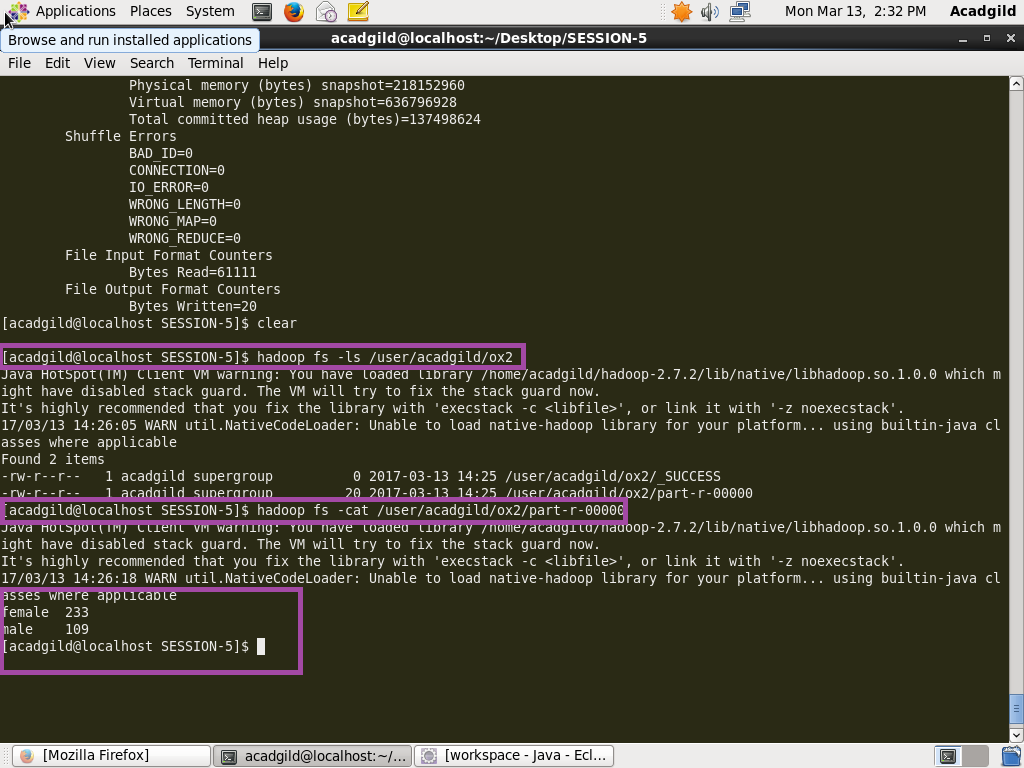 Applications Places System Mon Mar 13, 2:32 PM Acadgild
Browse and run installed applications
acadgild@localhost:~/Desktop/SESSION-5
File Edit View Search Terminal Help
Physical memory (bytes) snapshot=218152960
Virtual memory (bytes) snapshot=636796928
Total committed heap usage (bytes)=137498624
Shuffle Errors
BAD_ID=0
CONNECTION=0
IO_ERROR=0
WRONG_LENGTH=0
WRONG_MAP=0
WRONG_REDUCE=0
File Input Format Counters
Bytes Read=61111
File Output Format Counters
Bytes Written=20
[acadgild@localhost SESSION-5]$ clear
[acadgild@localhost SESSION-5]$ hadoop fs -ls /user/acadgild/ox2
Java HotSpot(TM) Client VM warning: You have loaded library /home/acadgild/hadoop-2.7.2/lib/native/libhadoop.so.1.0.0 which m
ight have disabled stack guard. The VM will try to fix the stack guard now.
It's highly recommended that you fix the library with 'execstack -c <libfile>', or link it with '-z noexecstack'.
17/03/13 14:26:05 WARN util.NativeCodeLoader: Unable to load native-hadoop library for your platform... using builtin-java cl
asses where applicable
Found 2 items
-rw-r--r--   1 acadgild supergroup          0 2017-03-13 14:25 /user/acadgild/ox2/_SUCCESS
-rw-r--r--   1 acadgild supergroup         20 2017-03-13 14:25 /user/acadgild/ox2/part-r-00000
[acadgild@localhost SESSION-5]$ hadoop fs -cat /user/acadgild/ox2/part-r-00000
Java HotSpot(TM) Client VM warning: You have loaded library /home/acadgild/hadoop-2.7.2/lib/native/libhadoop.so.1.0.0 which m
ight have disabled stack guard. The VM will try to fix the stack guard now.
It's highly recommended that you fix the library with 'execstack -c <libfile>', or link it with '-z noexecstack'.
17/03/13 14:26:18 WARN util.NativeCodeLoader: Unable to load native-hadoop library for your platform... using builtin-java cl
asses where applicable
female  233
male    109
[acadgild@localhost SESSION-5]$
[Mozilla Firefox] acadgild@localhost:~/... [workspace - Java - Ecl...